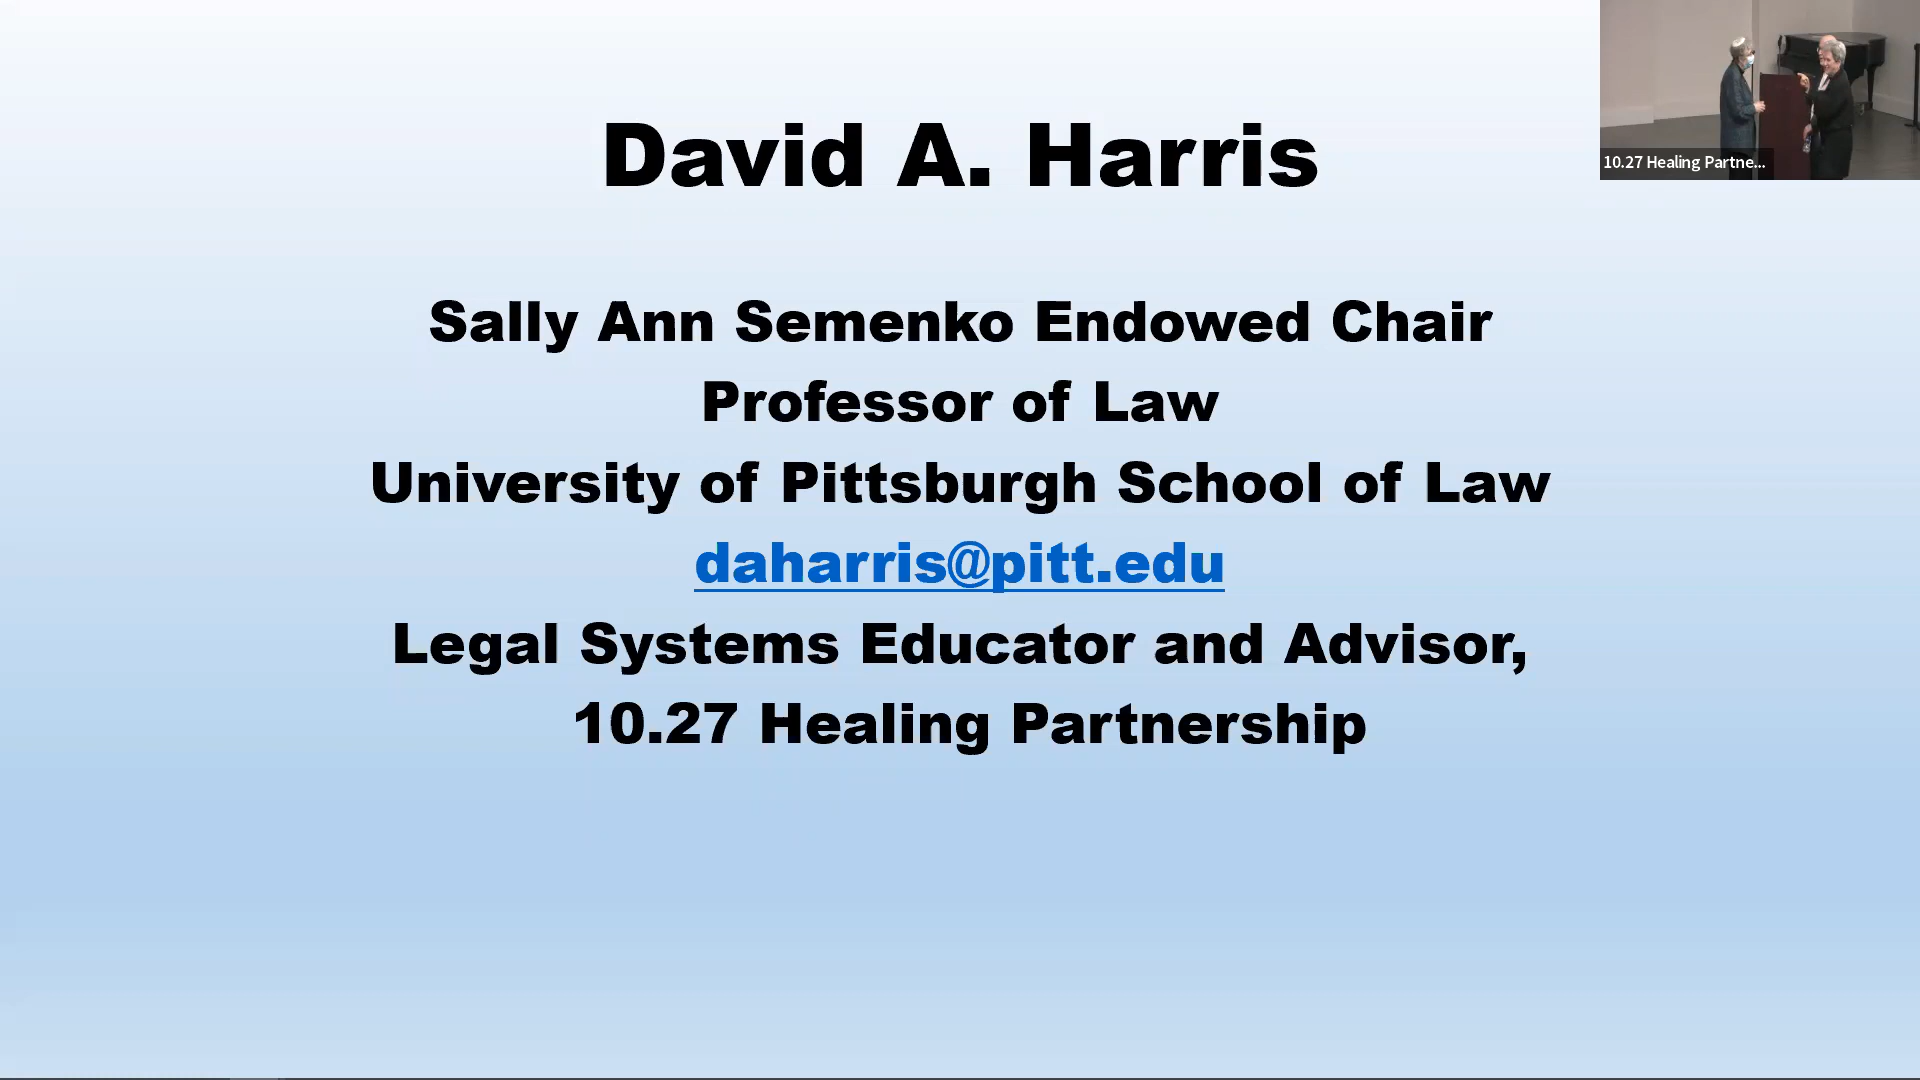 David A. Harris
10.27 Healing Partne...
Sally Ann Semenko Endowed Chair
Professor of Law
University of Pittsburgh School of Law
daharris@pitt.edu
Legal Systems Educator and Advisor,
10.27 Healing Partnership